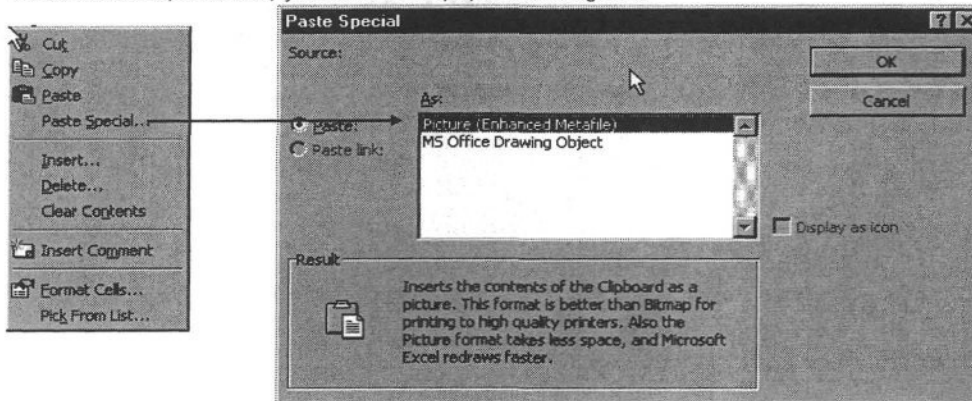 Cut
Copy
Paste
Paste Special...
Insert...
Delete...
Clear Contents
Insert Comment
Format Cells...
Pick From List...
Paste Special
Source:
As:
Paste:
Paste link:
Picture (Enhanced Metafile)
MS Office Drawing Object
OK
Cancel
Display as icon
Result
Inserts the contents of the Clipboard as a
picture. This format is better than Bitmap for
printing to high quality printers. Also the
Picture format takes less space, and Microsoft
Excel redraws faster.